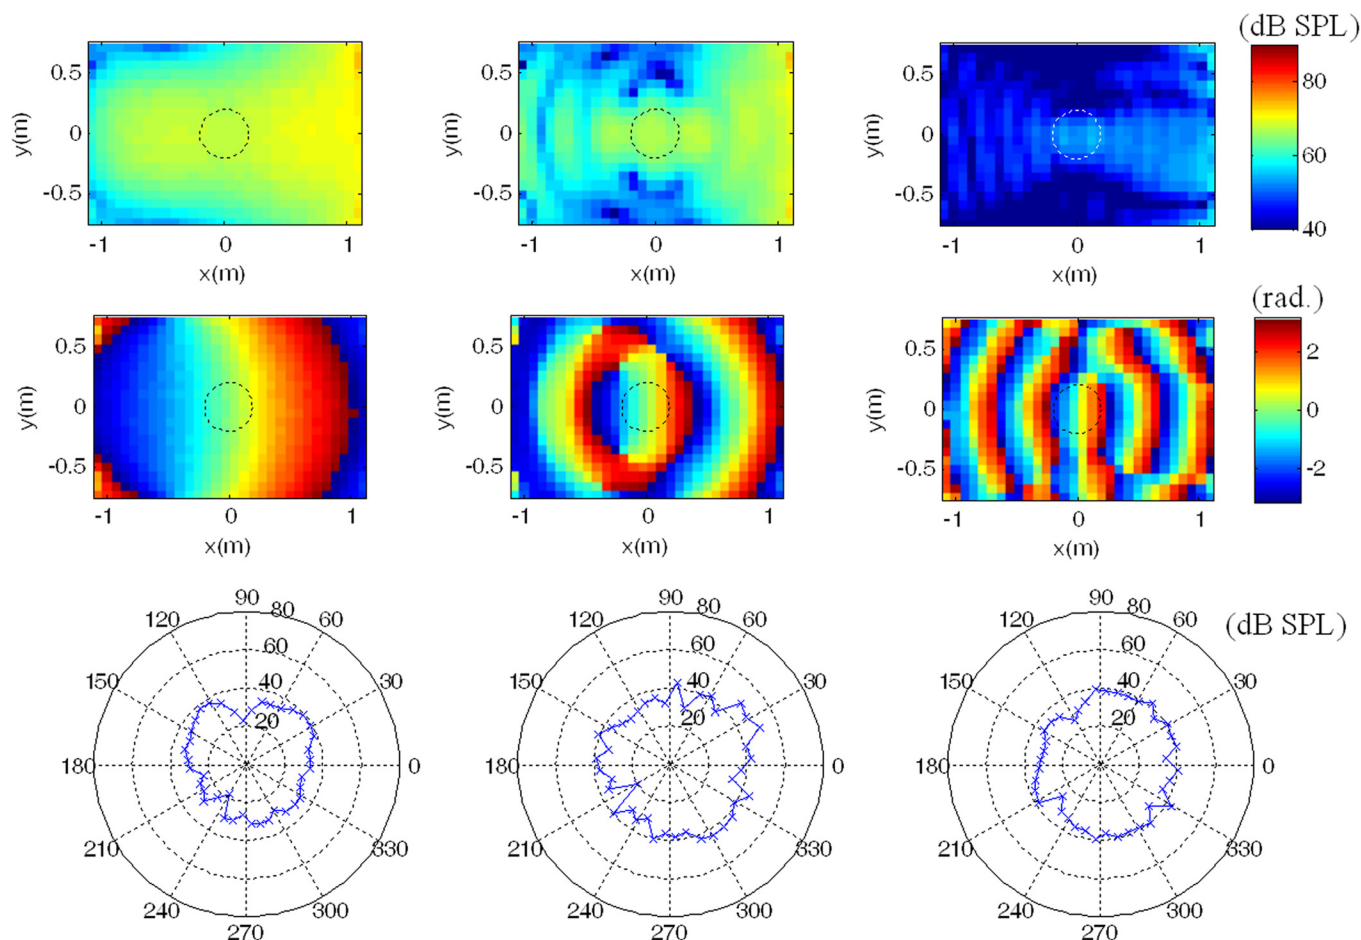 (dB SPL)
0.5 0.5 0.5 80
y(m) 0 y(m) 0 y(m) 0 60
-0.5 -0.5 -0.5 40
-1 0 1 -1 0 1 -1 0 1
x(m) x(m) x(m)
(rad.)
0.5 0.5 0.5 2
y(m) 0 y(m) 0 y(m) 0 0
-0.5 -0.5 -0.5 -2
-1 0 1 -1 0 1 -1 0 1
x(m) x(m) x(m)
90 90 90
120 80 60 120 80 60 120 80 60 (dB SPL)
60 60 60
150 40 30 150 40 30 150 40 30
20 20 20
180 0 180 0 180 0
210 330 210 330 210 330
240 300 240 300 240 300
270 270 270